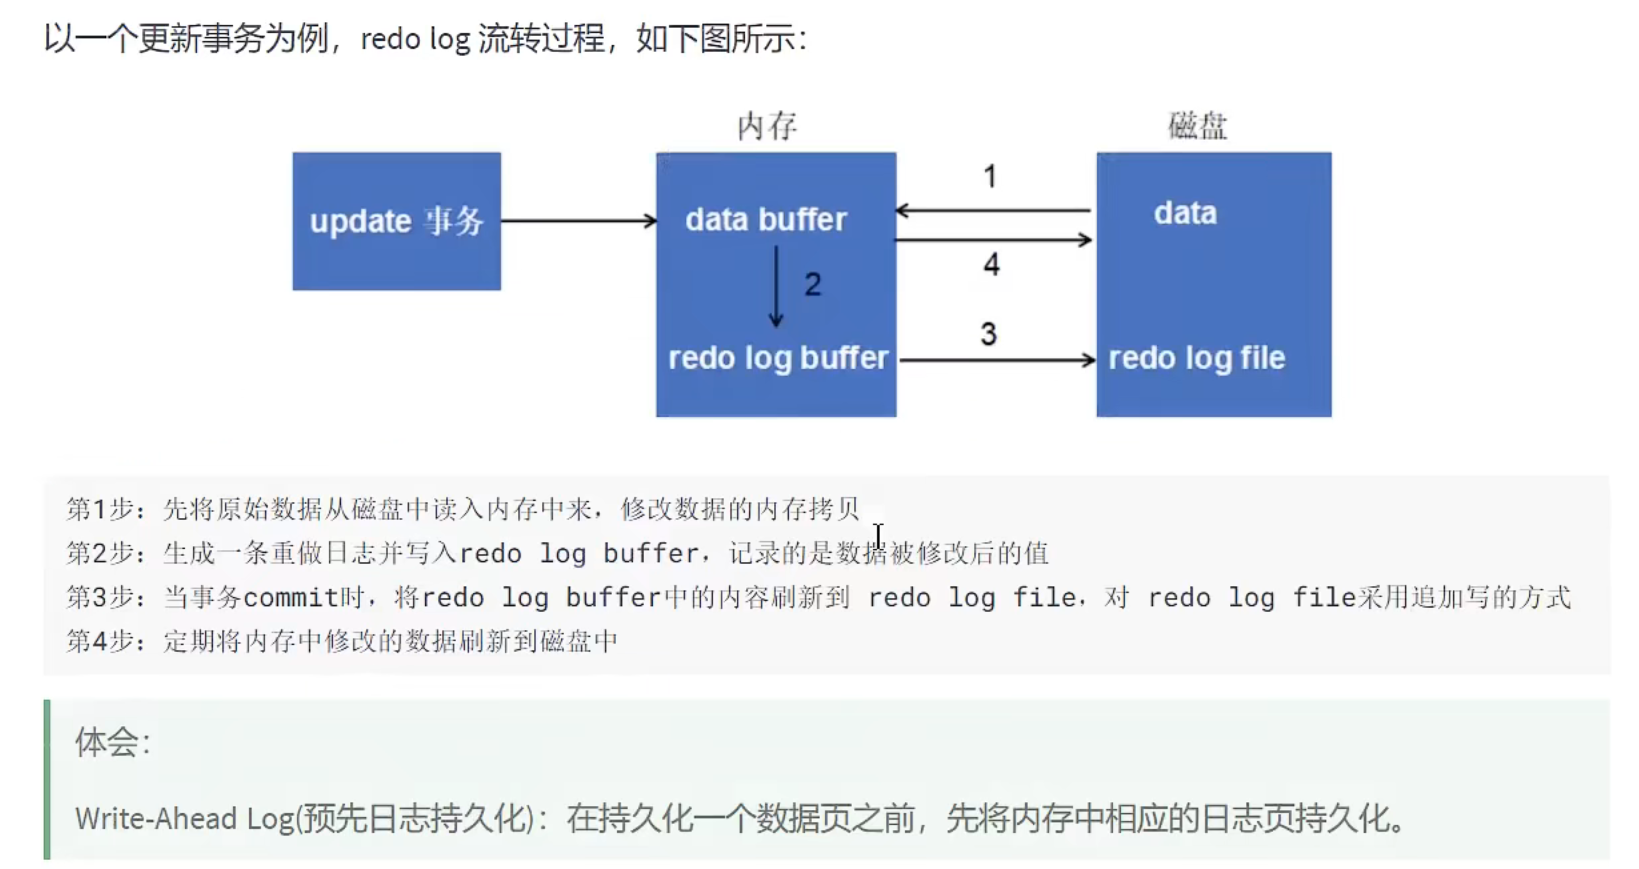 以一个更新事务为例，redo log 流转过程，如下图所示：
内存
磁盘
update 事务
data buffer
1
data
4
2
3
redo log buffer
redo log file
第1步：先将原始数据从磁盘中读入内存中来，修改数据的内存拷贝
第2步：生成一条重做日志并写入redo log buffer，记录的是数据被修改后的值
第3步：当事务commit时，将redo log buffer中的内容刷新到 redo log file，对 redo log file采用追加写的方式
第4步：定期将内存中修改的数据刷新到磁盘中
体会：
Write-Ahead Log(预先日志持久化)：在持久化一个数据页之前，先将内存中相应的日志页持久化。